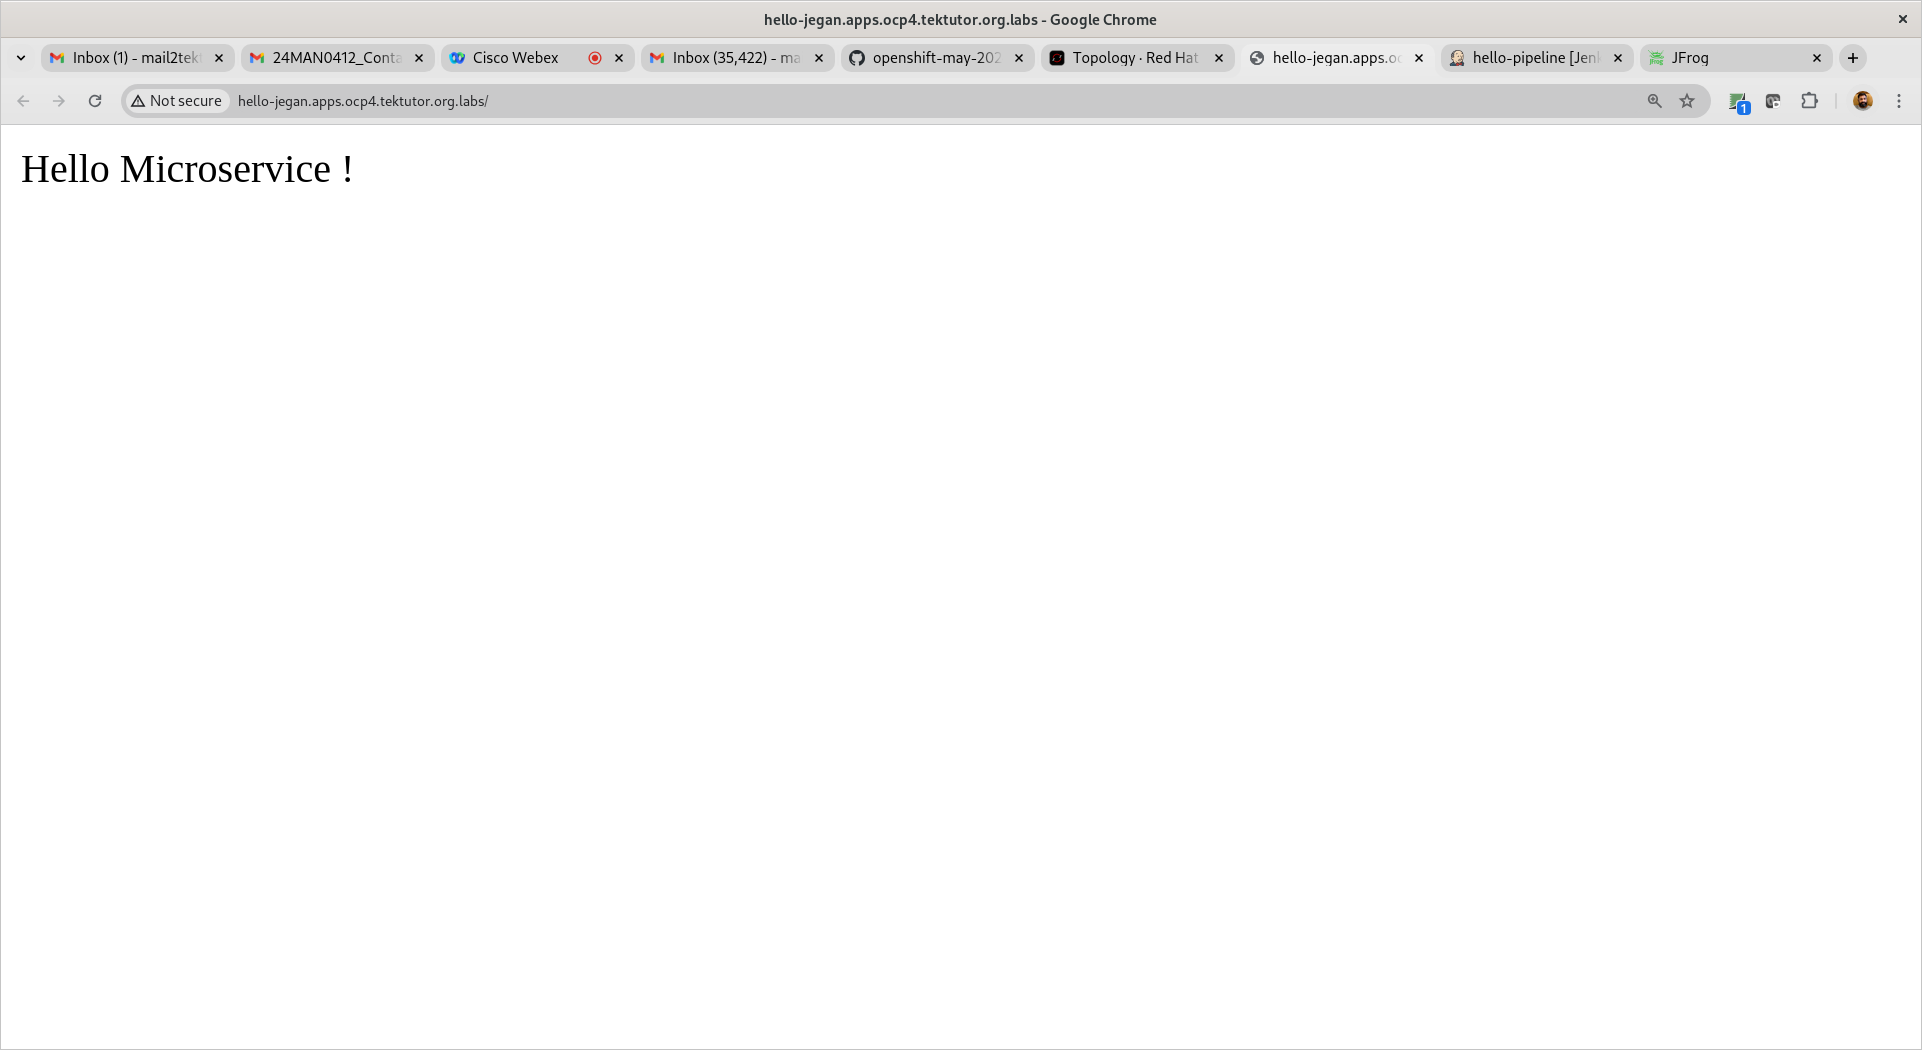 hello-jegan.apps.ocp4.tektutor.org.labs - Google Chrome
Inbox (1) - mail2tek
24MAN0412_Conta
Cisco Webex
Inbox (35,422) - ma
openshift-may-202
Topology · Red Hat
hello-jegan.apps.oc
hello-pipeline [Jenk
JFrog
Not secure
hello-jegan.apps.ocp4.tektutor.org.labs/
1
Hello Microservice !